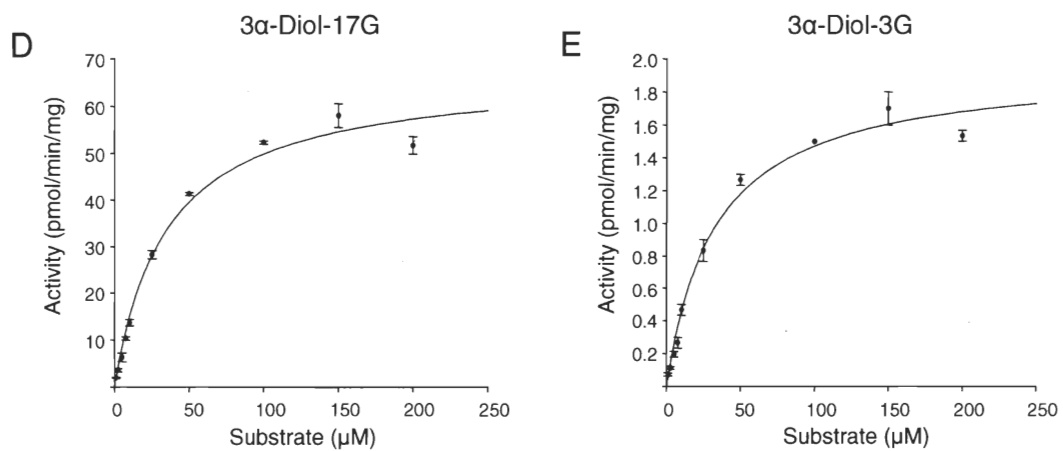 D
3α-Diol-17G
Activity (pmol/min/mg)
70
60
50
40
30
20
10
0 50 100 150 200 250
Substrate (µM)
E
3α-Diol-3G
Activity (pmol/min/mg)
2.0
1.8
1.6
1.4
1.2
1.0
0.8
0.6
0.4
0.2
0 50 100 150 200 250
Substrate (µM)